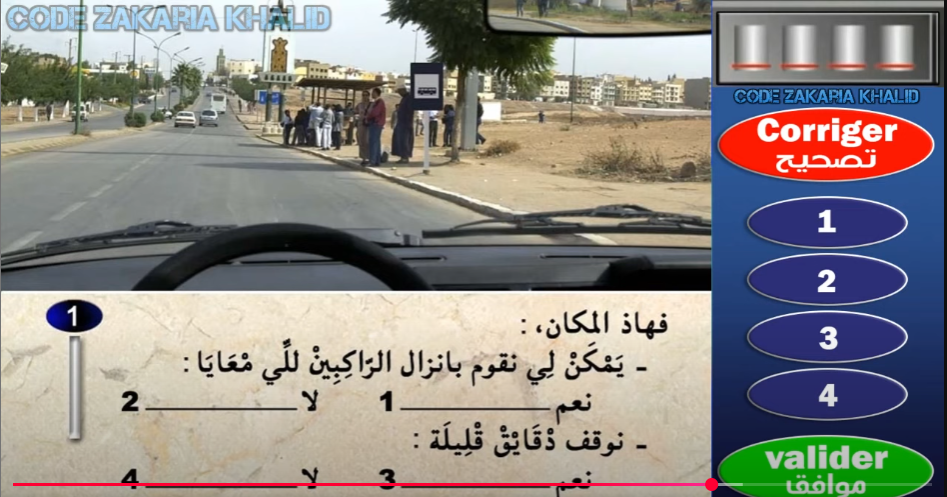 CODE ZAKARIA KHALID
CODE ZAKARIA KHALID
Corriger
تصحيح
1
2
3
4
valider
موافق
1
فهاذ المكان، :
- يَمْكَنْ لِي نقوم بانزال الرّاكِبِينْ للِّي مْعَايَا :
نعم 1 لا 2
- نوقف دْقَايْقْ قْلِيلَة :
نعم 3 لا 4